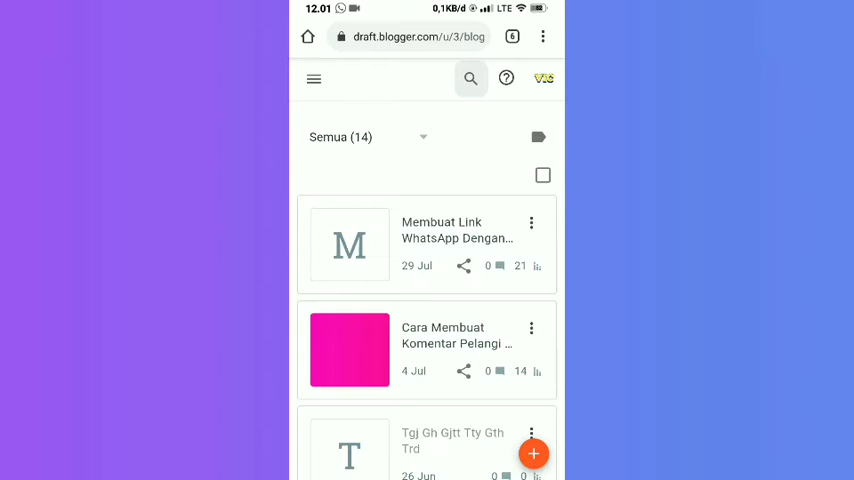 12.01 0,1KB/d LTE 82
draft.blogger.com/u/3/blog 6
VIC
Semua (14)
M
Membuat Link
WhatsApp Dengan...
29 Jul 0 21
Cara Membuat
Komentar Pelangi ...
4 Jul 0 14
T
Tgj Gh Gjtt Tty Gth
Trd
26 Jun 0 0